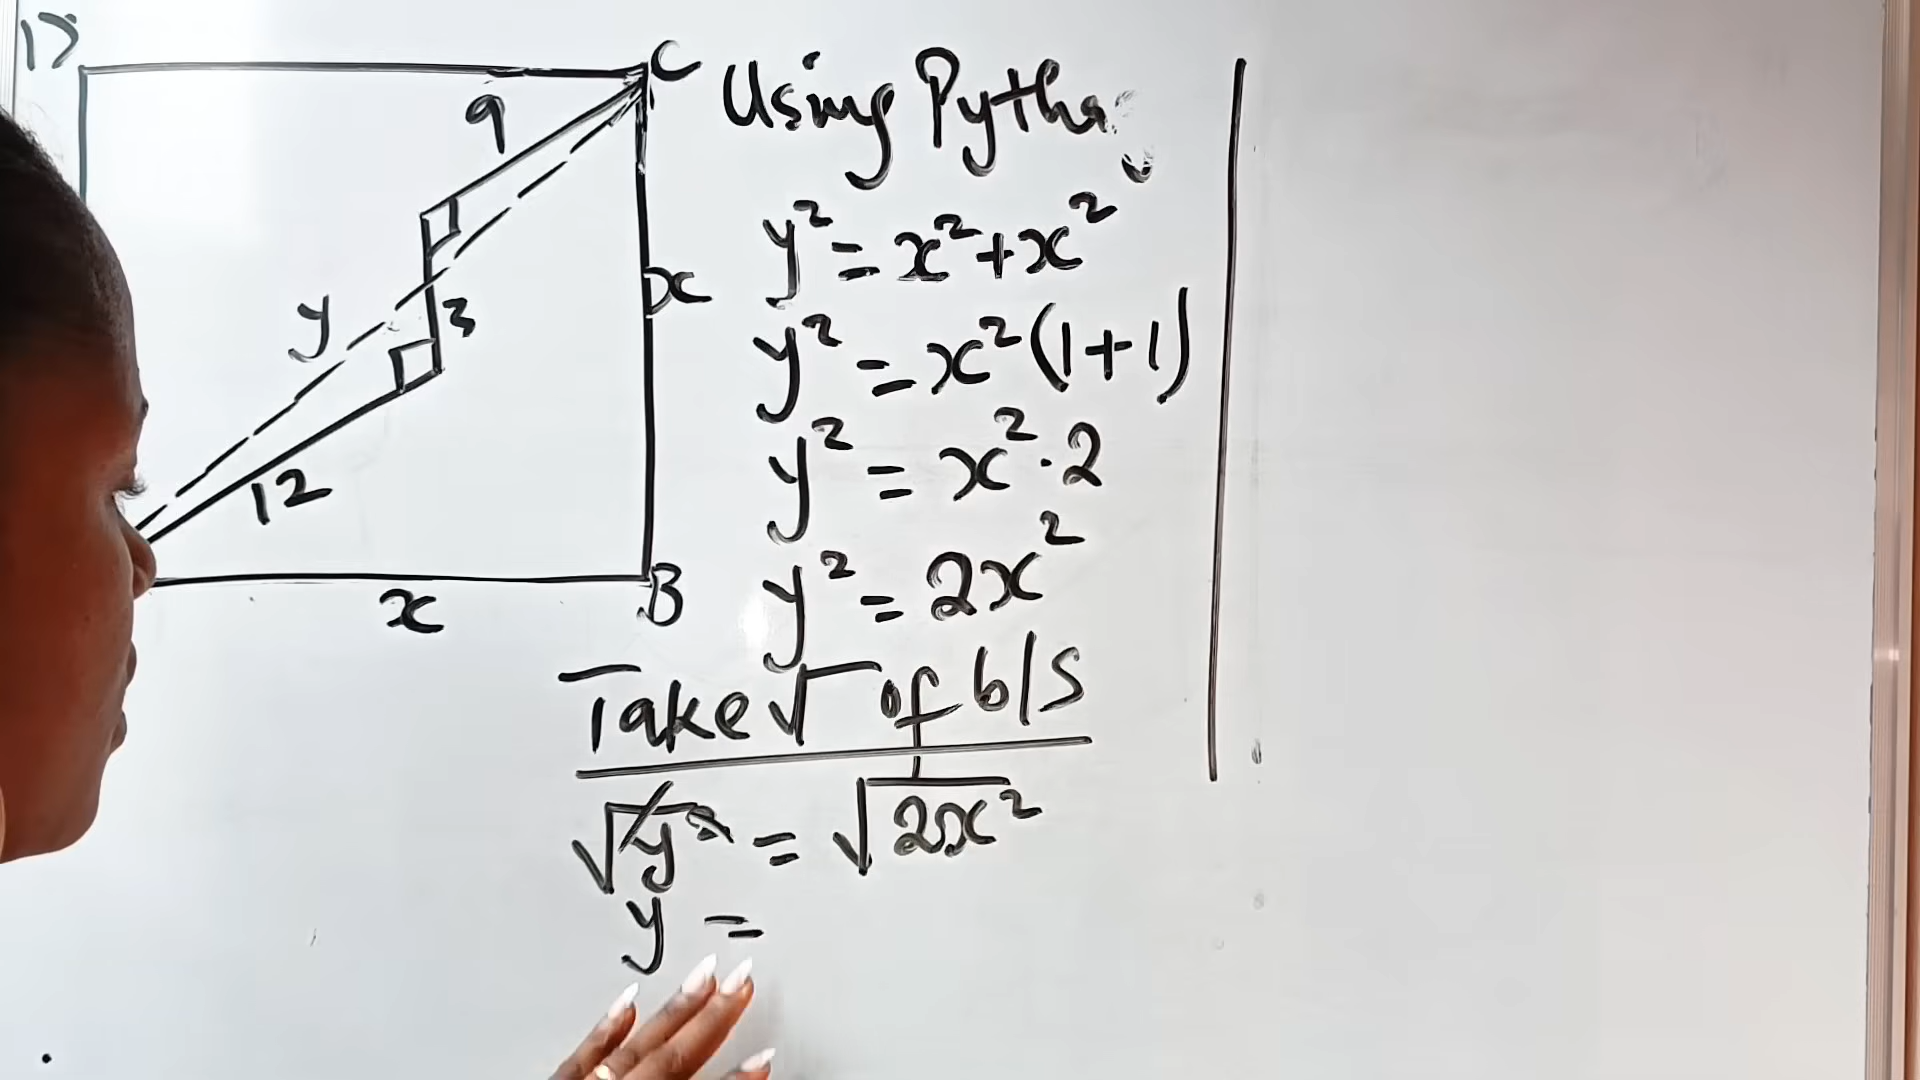 D
C
9
y
3
12
x
x
B
Using Pytha
y² = x² + x²
y² = x²(1+1)
y² = x² · 2
y² = 2x²
Take √ of b/s
√y² = √2x²
y =